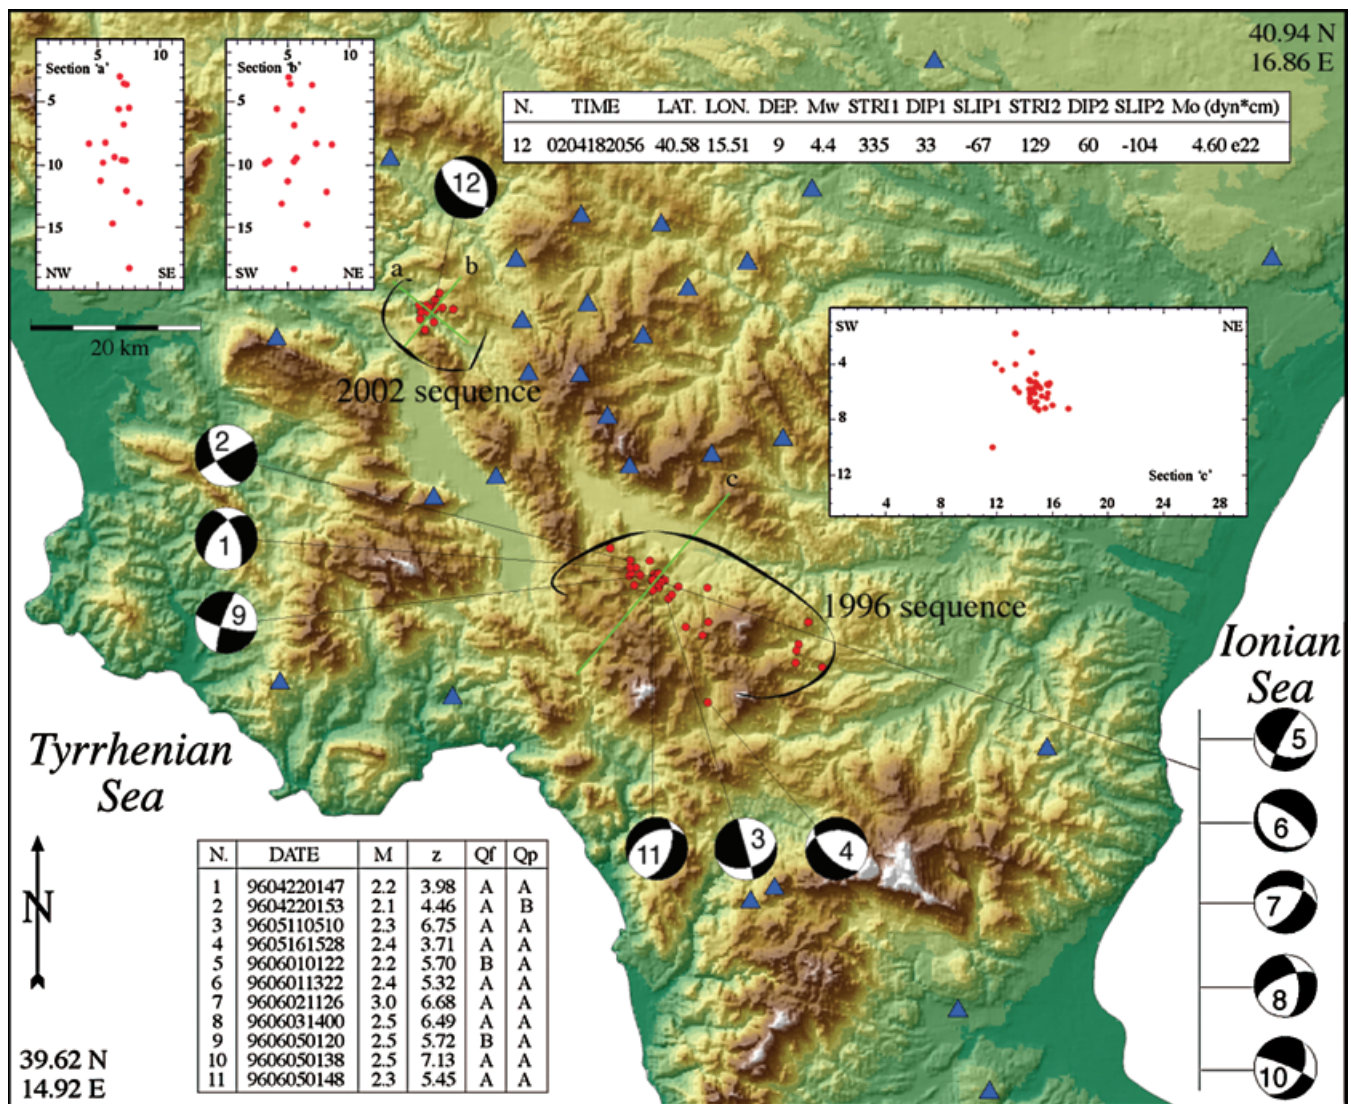 40.94 N
16.86 E
5 10
Section 'a'
5
10
15
NW SE
5 10
Section 'b'
5
10
15
SW NE
N. TIME LAT. LON. DEP. Mw STRI1 DIP1 SLIP1 STRI2 DIP2 SLIP2 Mo (dyn*cm)
12 0204182056 40.58 15.51 9 4.4 335 33 -67 129 60 -104 4.60 e22
12
a b
20 km
2002 sequence
SW NE
4
8
12
Section 'c'
4 8 12 16 20 24 28
2
c
1
9
1996 sequence
Ionian
Sea
Tyrrhenian
Sea
5
6
7
8
10
11 3 4
N
N. DATE M z Qf Qp
1 9604220147 2.2 3.98 A A
2 9604220153 2.1 4.46 A B
3 9605110510 2.3 6.75 A A
4 9605161528 2.4 3.71 A A
5 9606010122 2.2 5.70 B A
6 9606011322 2.4 5.32 A A
7 9606021126 3.0 6.68 A A
8 9606031400 2.5 6.49 A A
9 9606050120 2.5 5.72 B A
10 9606050138 2.5 7.13 A A
11 9606050148 2.3 5.45 A A
39.62 N
14.92 E